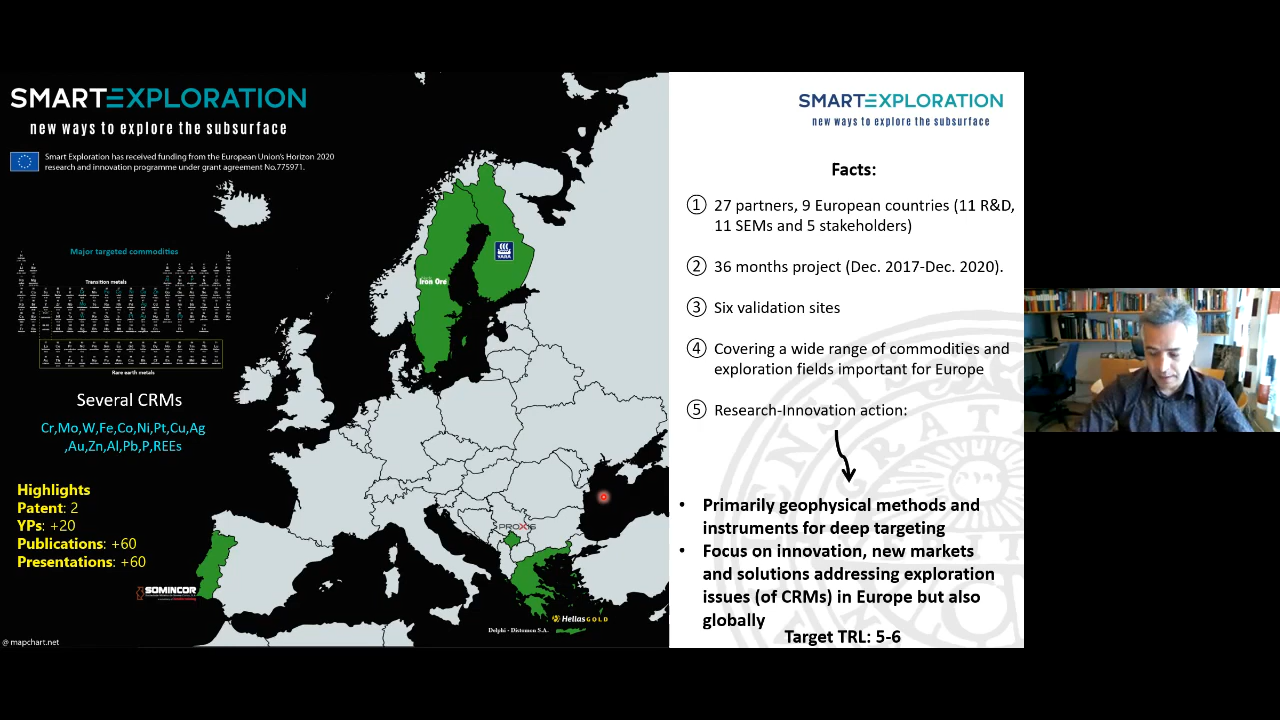 SMARTEXPLORATION
new ways to explore the subsurface
Smart Exploration has received funding from the European Union's Horizon 2020
research and innovation programme under grant agreement No.775971.
Major targeted commodities
Transition metals
Rare earth metals
Several CRMs
Cr,Mo,W,Fe,Co,Ni,Pt,Cu,Ag
,Au,Zn,Al,Pb,P,REEs
Highlights
Patent: 2
YPs: +20
Publications: +60
Presentations: +60
@ mapchart.net
Iron Ore
YARA
PROXIS
SOMINCOR
HellasGOLD
Delphi - Distomon S.A.
SMARTEXPLORATION
new ways to explore the subsurface
Facts:
① 27 partners, 9 European countries (11 R&D,
11 SEMs and 5 stakeholders)
② 36 months project (Dec. 2017-Dec. 2020).
③ Six validation sites
④ Covering a wide range of commodities and
exploration fields important for Europe
⑤ Research-Innovation action:
• Primarily geophysical methods and
instruments for deep targeting
• Focus on innovation, new markets
and solutions addressing exploration
issues (of CRMs) in Europe but also
globally
Target TRL: 5-6